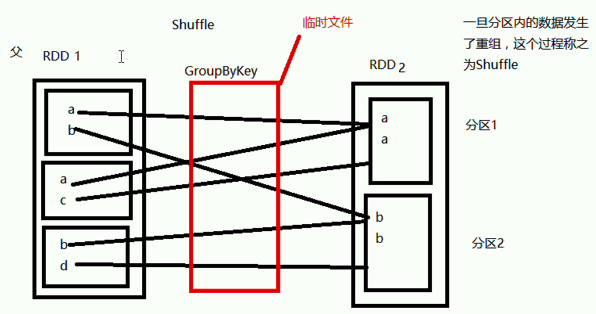 Shuffle
临时文件
一旦分区内的数据发生
了重组，这个过程称之
为Shuffle
父
RDD 1
GroupByKey
RDD 2
a
b
a
c
b
d
a
a
分区1
b
b
分区2